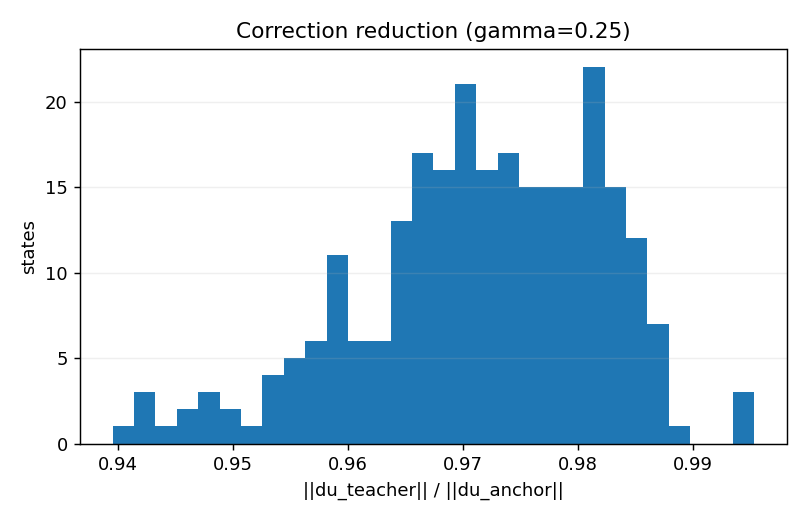 Correction reduction (gamma=0.25)
states
20
15
10
5
0
0.94 0.95 0.96 0.97 0.98 0.99
||du_teacher|| / ||du_anchor||